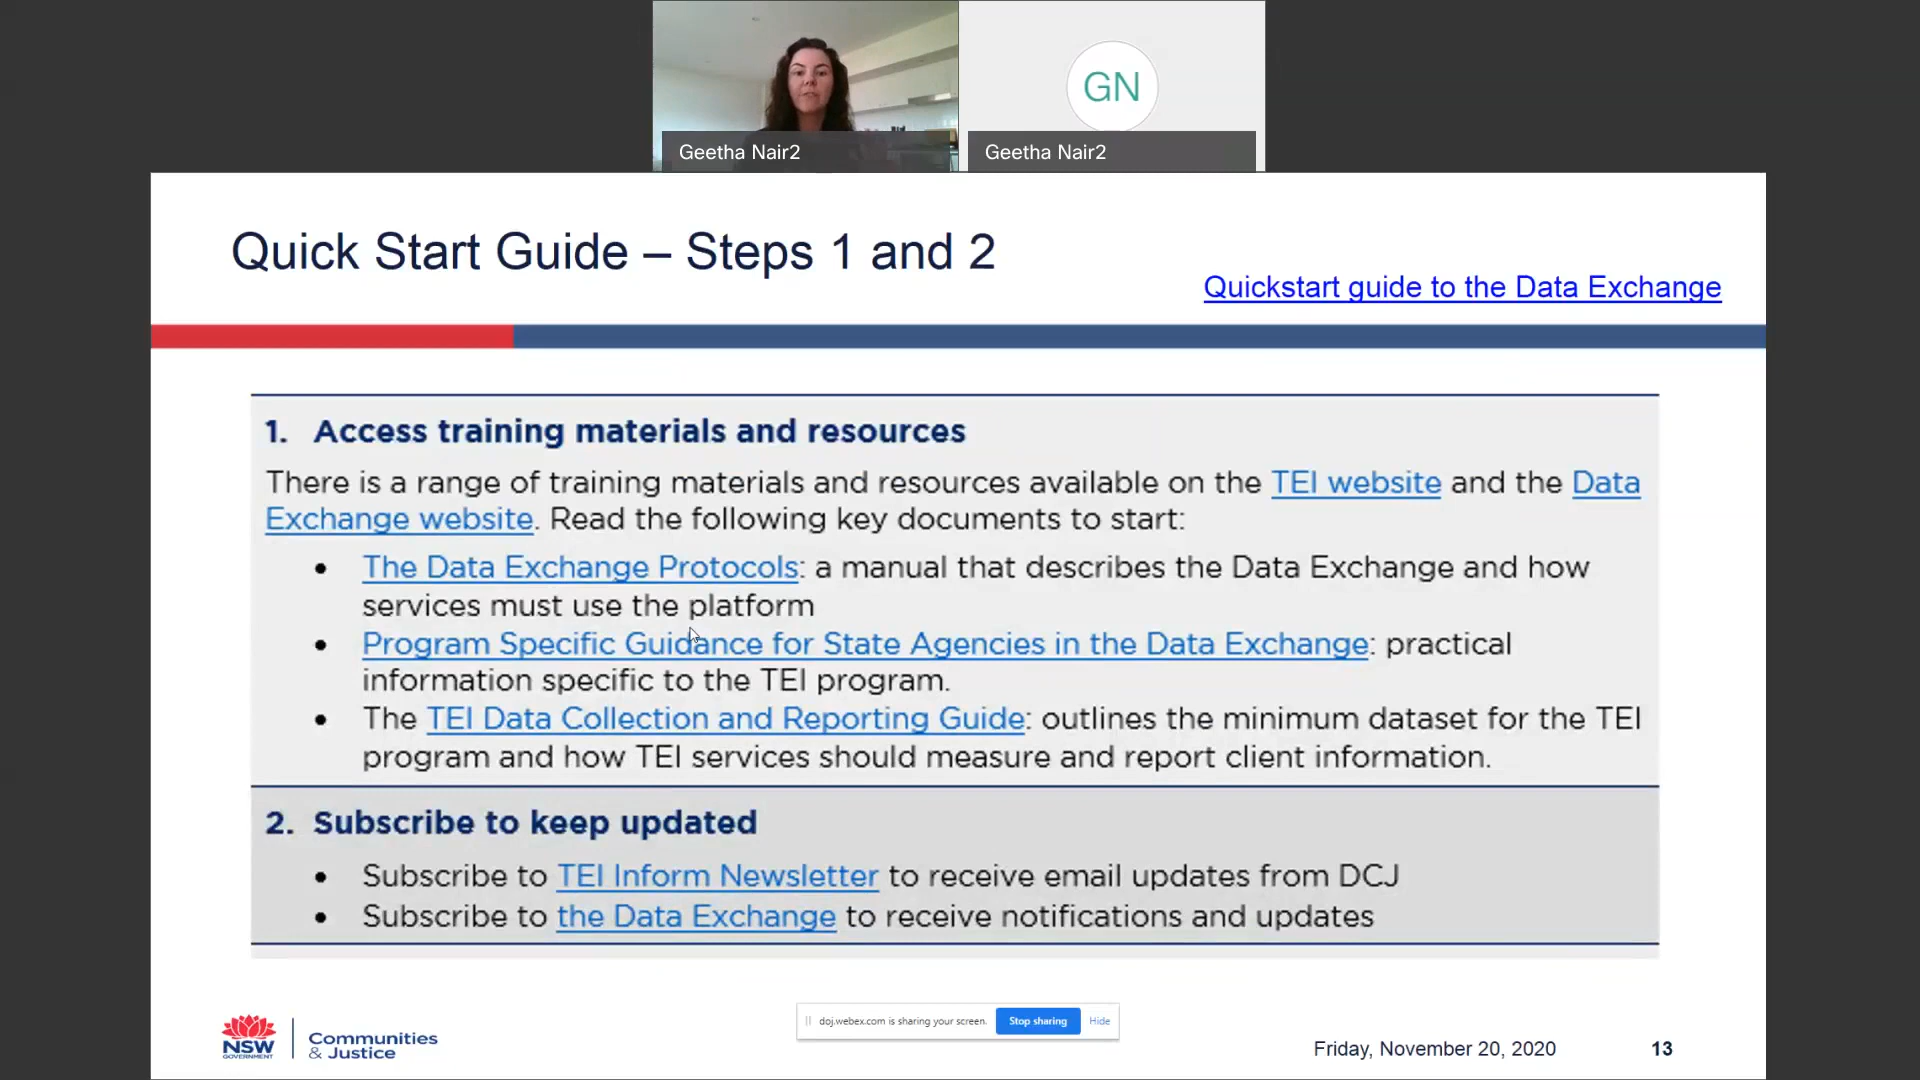 GN
Geetha Nair2
Geetha Nair2
Quick Start Guide – Steps 1 and 2
Quickstart guide to the Data Exchange
1. Access training materials and resources
There is a range of training materials and resources available on the TEI website and the Data
Exchange website. Read the following key documents to start:
• The Data Exchange Protocols: a manual that describes the Data Exchange and how
services must use the platform
• Program Specific Guidance for State Agencies in the Data Exchange: practical
information specific to the TEI program.
• The TEI Data Collection and Reporting Guide: outlines the minimum dataset for the TEI
program and how TEI services should measure and report client information.
2. Subscribe to keep updated
• Subscribe to TEI Inform Newsletter to receive email updates from DCJ
• Subscribe to the Data Exchange to receive notifications and updates
NSW
GOVERNMENT
Communities
& Justice
doj.webex.com is sharing your screen.
Stop sharing
Hide
Friday, November 20, 2020
13